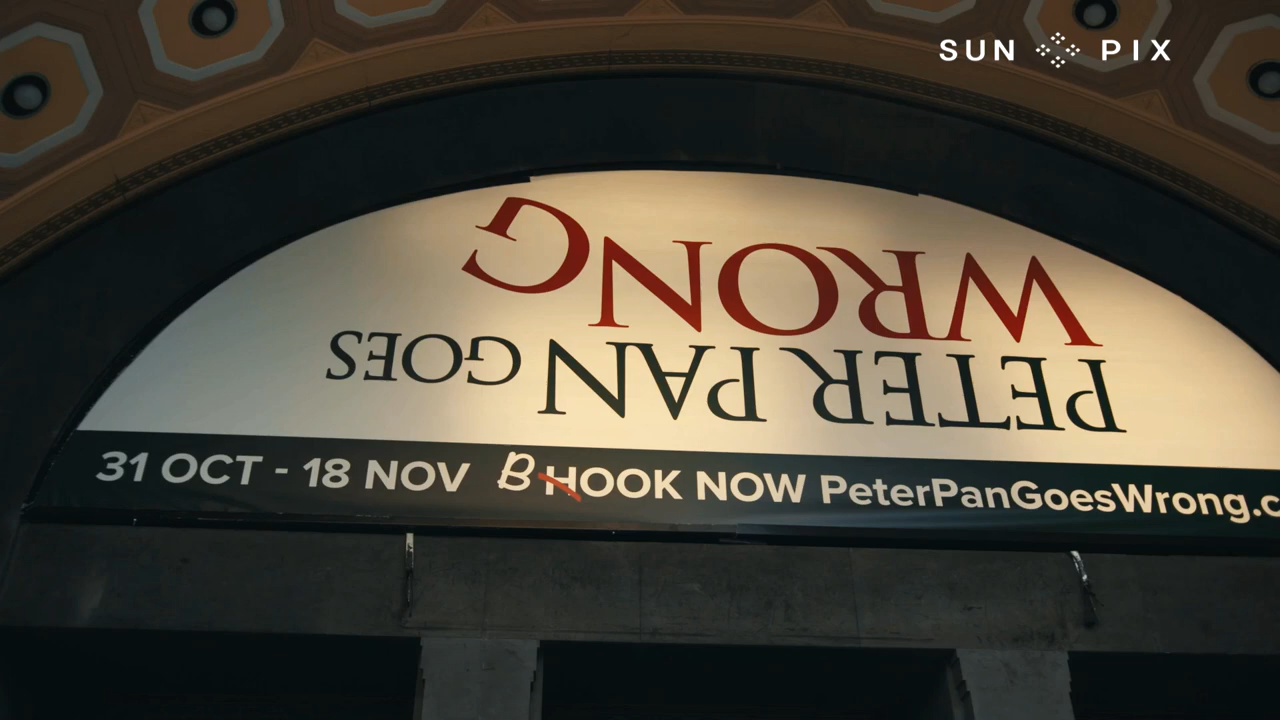 SUN PIX
PETER PAN GOES
WRONG
31 OCT - 18 NOV BHOOK NOW PeterPanGoesWrong.c